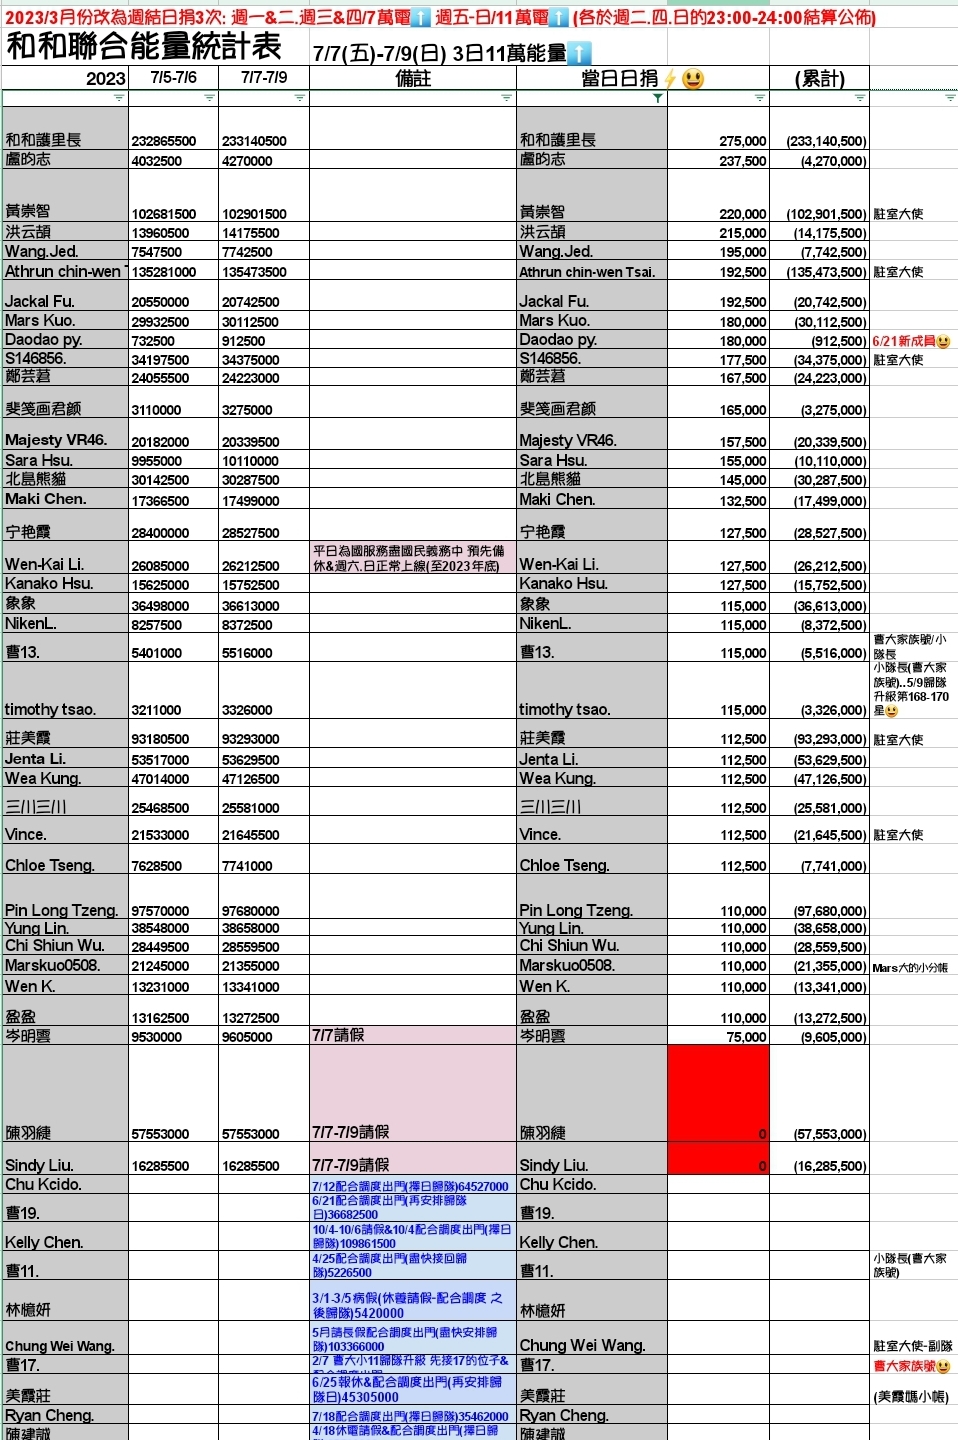 2023/3月份改為週結日捐3次: 週一&二.週三&四/7萬電⬆️ 週五-日/11萬電⬆️ (各於週二.四.日的23:00-24:00結算公佈)
和和聯合能量統計表 7/7(五)-7/9(日) 3日11萬能量⬆️
2023 7/5-7/6 7/7-7/9 備註 當日日捐⚡😃 (累計)
和和護里長 232865500 233140500 和和護里長 275,000 (233,140,500)
盧昀志 4032500 4270000 盧昀志 237,500 (4,270,000)
黃崇智 102681500 102901500 黃崇智 220,000 (102,901,500) 駐室大使
洪云頡 13960500 14175500 洪云頡 215,000 (14,175,500)
Wang.Jed. 7547500 7742500 Wang.Jed. 195,000 (7,742,500)
Athrun chin-wen T 135281000 135473500 Athrun chin-wen Tsai. 192,500 (135,473,500) 駐室大使
Jackal Fu. 20550000 20742500 Jackal Fu. 192,500 (20,742,500)
Mars Kuo. 29932500 30112500 Mars Kuo. 180,000 (30,112,500)
Daodao py. 732500 912500 Daodao py. 180,000 (912,500) 6/21新成員😃
S146856. 34197500 34375000 S146856. 177,500 (34,375,000) 駐室大使
鄭芸莙 24055500 24223000 鄭芸莙 167,500 (24,223,000)
斐笺画君颜 3110000 3275000 斐笺画君颜 165,000 (3,275,000)
Majesty VR46. 20182000 20339500 Majesty VR46. 157,500 (20,339,500)
Sara Hsu. 9955000 10110000 Sara Hsu. 155,000 (10,110,000)
北島熊貓 30142500 30287500 北島熊貓 145,000 (30,287,500)
Maki Chen. 17366500 17499000 Maki Chen. 132,500 (17,499,000)
宁艳霞 28400000 28527500 宁艳霞 127,500 (28,527,500)
平日為國服務盡國民義務中 預先備
Wen-Kai Li. 26085000 26212500 休&週六.日正常上線(至2023年底) Wen-Kai Li. 127,500 (26,212,500)
Kanako Hsu. 15625000 15752500 Kanako Hsu. 127,500 (15,752,500)
象象 36498000 36613000 象象 115,000 (36,613,000)
NikenL. 8257500 8372500 NikenL. 115,000 (8,372,500)
曹13. 5401000 5516000 曹13. 115,000 (5,516,000) 曹大家族號/小
隊長
小隊長(曹大家
族號)..5/9歸隊
升級第168-170
timothy tsao. 3211000 3326000 timothy tsao. 115,000 (3,326,000) 星😃
莊美霞 93180500 93293000 莊美霞 112,500 (93,293,000) 駐室大使
Jenta Li. 53517000 53629500 Jenta Li. 112,500 (53,629,500)
Wea Kung. 47014000 47126500 Wea Kung. 112,500 (47,126,500)
三川三川 25468500 25581000 三川三川 112,500 (25,581,000)
Vince. 21533000 21645500 Vince. 112,500 (21,645,500) 駐室大使
Chloe Tseng. 7628500 7741000 Chloe Tseng. 112,500 (7,741,000)
Pin Long Tzeng. 97570000 97680000 Pin Long Tzeng. 110,000 (97,680,000)
Yung Lin. 38548000 38658000 Yung Lin. 110,000 (38,658,000)
Chi Shiun Wu. 28449500 28559500 Chi Shiun Wu. 110,000 (28,559,500)
Marskuo0508. 21245000 21355000 Marskuo0508. 110,000 (21,355,000) Mars大的小分帳
Wen K. 13231000 13341000 Wen K. 110,000 (13,341,000)
盈盈 13162500 13272500 盈盈 110,000 (13,272,500)
岑明雲 9530000 9605000 7/7請假 岑明雲 75,000 (9,605,000)
陳羽緁 57553000 57553000 7/7-7/9請假 陳羽緁 0 (57,553,000)
Sindy Liu. 16285500 16285500 7/7-7/9請假 Sindy Liu. 0 (16,285,500)
Chu Kcido. 7/12配合調度出門(擇日歸隊)64527000 Chu Kcido.
6/21配合調度出門(再安排歸隊
曹19. 日)36682500 曹19.
10/4-10/6請假&10/4配合調度出門(擇日
Kelly Chen. 歸隊)109861500 Kelly Chen.
4/25配合調度出門(盡快接回歸
曹11. 隊)5226500 曹11. 小隊長(曹大家
族號)
3/1-3/5病假(休養請假-配合調度 之
林檍妍 後歸隊)5420000 林檍妍
5月請長假配合調度出門(盡快安排歸
Chung Wei Wang. 隊)103366000 Chung Wei Wang. 駐室大使-副隊
曹17. 2/7 曹大小11歸隊升級 先接17的位子& 曹17. 曹大家族號😃
6/25報休&配合調度出門(再安排歸
美霞莊 隊日)45305000 美霞莊 (美霞媽小帳)
Ryan Cheng. 7/18配合調度出門(擇日歸隊)35462000 Ryan Cheng.
陳建誠 4/18休電請假&配合調度出門(擇日歸 陳建誠